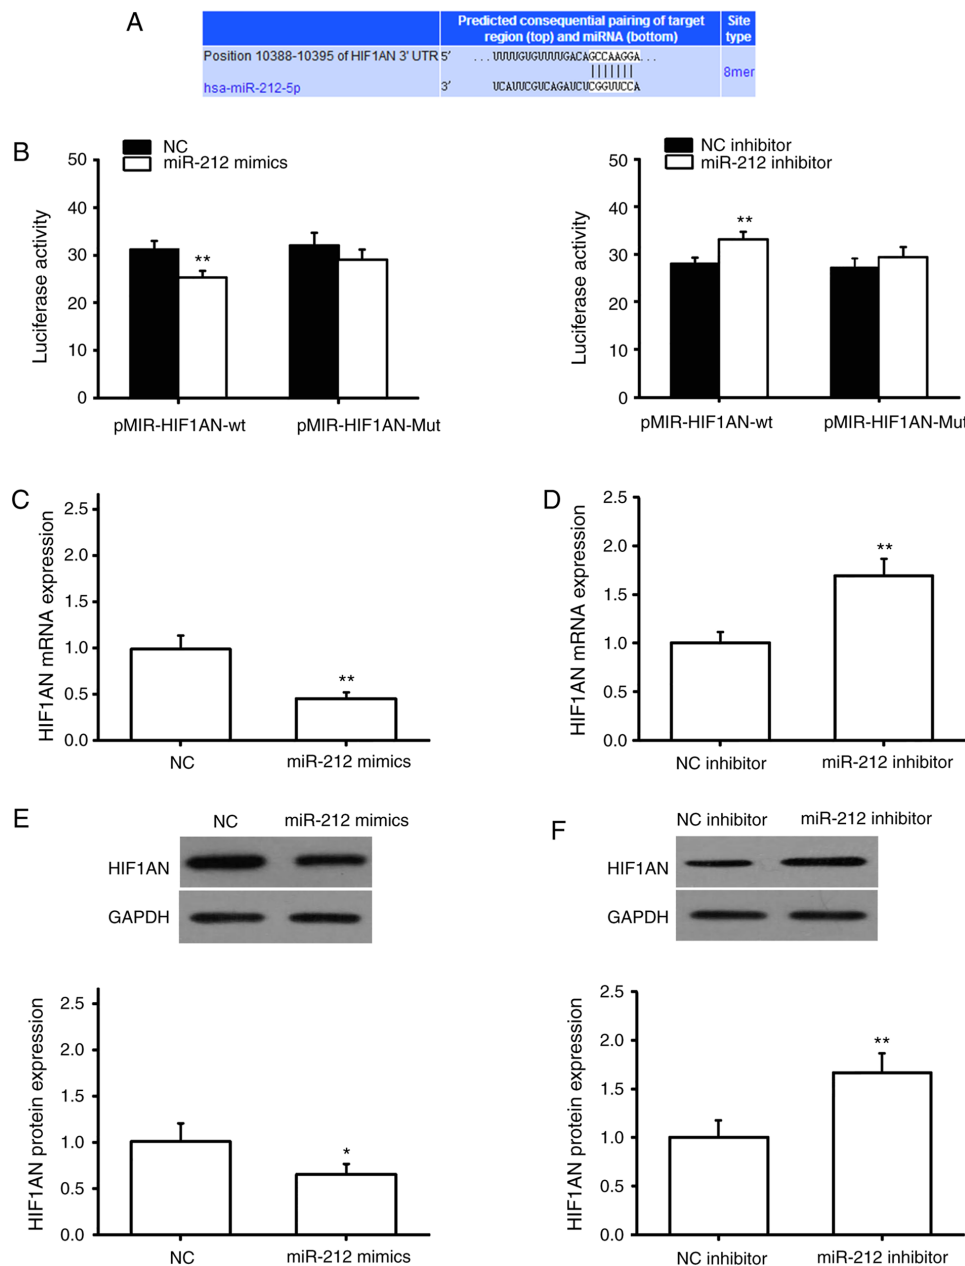 A
Predicted consequential pairing of target region (top) and miRNA (bottom)
Site type
Position 10388-10395 of HIF1AN 3' UTR 5' ...UUUUGUGUUUUGACAGCCAAGGA...
hsa-miR-212-5p 3' UCAUUCGUCAGAUCUCGGUUCCA
8mer
B
NC
miR-212 mimics
50
40
30
20
10
0
Luciferase activity
**
pMIR-HIF1AN-wt
pMIR-HIF1AN-Mut
NC inhibitor
miR-212 inhibitor
50
40
30
20
10
0
Luciferase activity
**
pMIR-HIF1AN-wt
pMIR-HIF1AN-Mut
C
2.5
2.0
1.5
1.0
0.5
0.0
HIF1AN mRNA expression
**
NC
miR-212 mimics
D
2.5
2.0
1.5
1.0
0.5
0.0
HIF1AN mRNA expression
**
NC inhibitor
miR-212 inhibitor
E
NC
miR-212 mimics
HIF1AN
GAPDH
2.5
2.0
1.5
1.0
0.5
0.0
HIF1AN protein expression
*
NC
miR-212 mimics
F
NC inhibitor
miR-212 inhibitor
HIF1AN
GAPDH
2.5
2.0
1.5
1.0
0.5
0.0
HIF1AN protein expression
**
NC inhibitor
miR-212 inhibitor